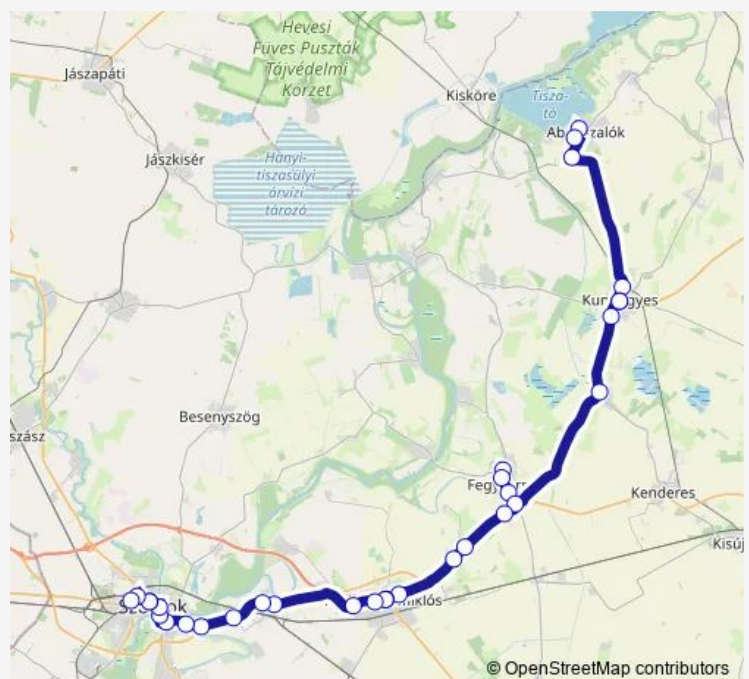 Hevesi
Füves Puszták
Tájvédelmi
Körzet
Jászapáti
Kisköre
Tisza-
tó
Jászkisér
Hanyi-
tiszasülyi
árvízi
tározó
Besenyszög
szász
Kenderes
Kisúj
© OpenStreetMap contributors